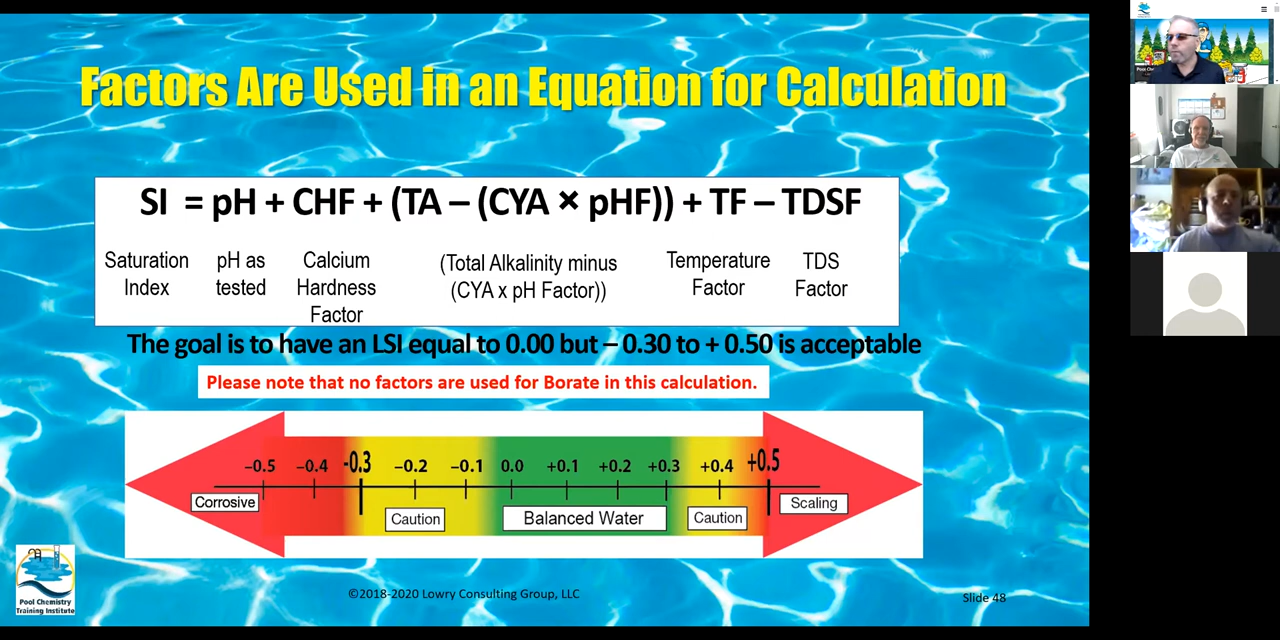 Factors Are Used in an Equation for Calculation
SI = pH + CHF + (TA – (CYA × pHF)) + TF – TDSF
Saturation Index
pH as tested
Calcium Hardness Factor
(Total Alkalinity minus (CYA x pH Factor))
Temperature Factor
TDS Factor
The goal is to have an LSI equal to 0.00 but – 0.30 to + 0.50 is acceptable
Please note that no factors are used for Borate in this calculation.
–0.5 –0.4 -0.3 –0.2 –0.1 0.0 +0.1 +0.2 +0.3 +0.4 +0.5
Corrosive
Caution
Balanced Water
Caution
Scaling
Pool Chemistry
Training Institute
©2018-2020 Lowry Consulting Group, LLC
Slide 48